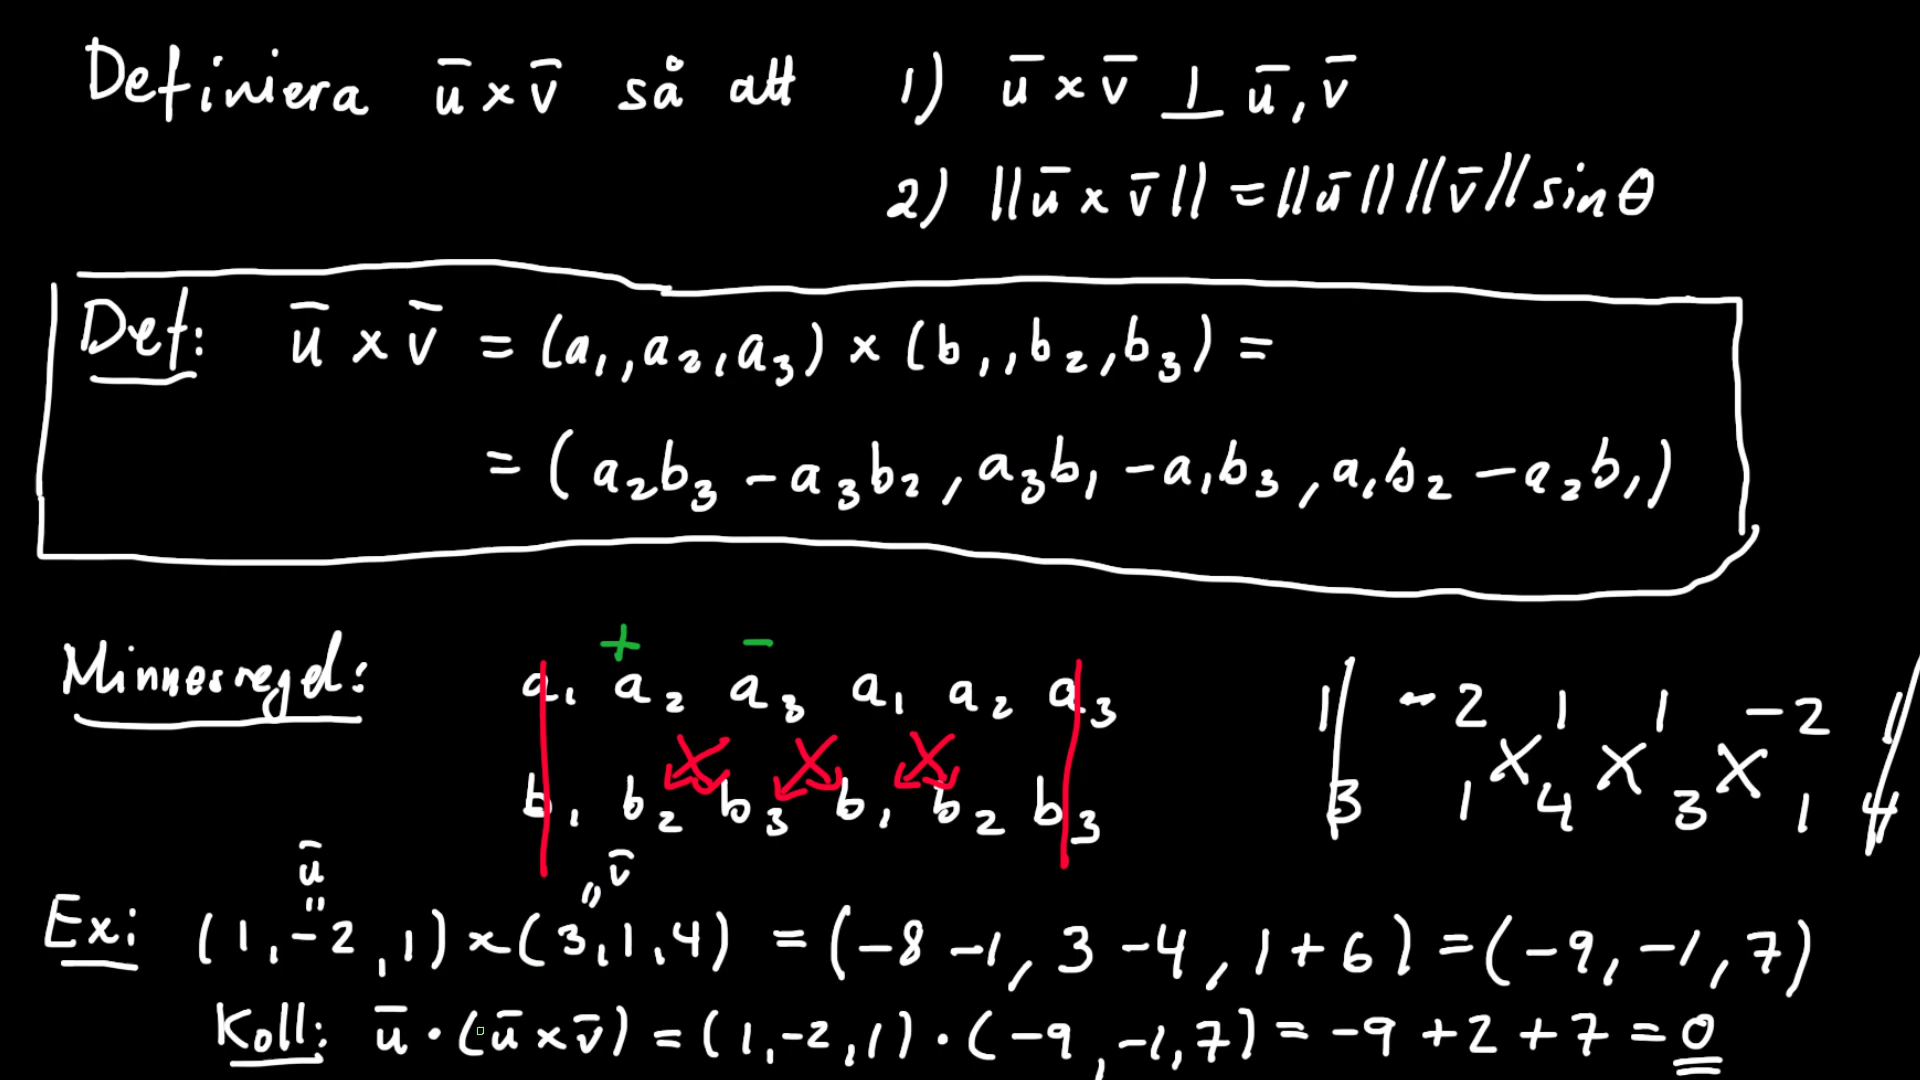 Definiera ū × v̄ så att 1) ū × v̄ ⊥ ū, v̄
2) ||ū × v̄|| = ||ū|| ||v̄|| sin θ
Def: ū × v̄ = (a₁, a₂, a₃) × (b₁, b₂, b₃) =
= (a₂b₃ − a₃b₂, a₃b₁ − a₁b₃, a₁b₂ − a₂b₁)
+ −
Minnesregel: a₁ a₂ a₃ a₁ a₂ a₃ 1 −2 1 1 −2 1
b₁ b₂ b₃ b₁ b₂ b₃ 3 1 4 3 1 4
ū v̄
" "
Ex: (1, −2, 1) × (3, 1, 4) = (−8 −1, 3 −4, 1 + 6) = (−9, −1, 7)
Koll: ū · (ū × v̄) = (1, −2, 1) · (−9, −1, 7) = −9 + 2 + 7 = 0